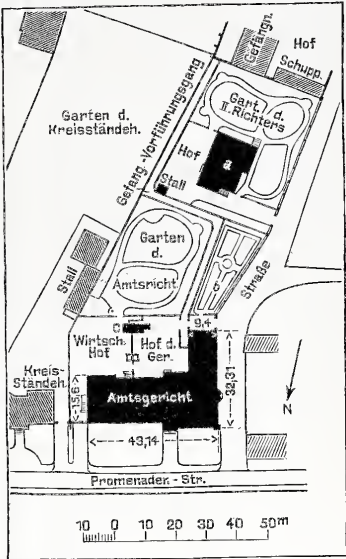 Gefängn.
Hof
Schupp.
Gart. d.
II. Richters
Garten d.
Kreisständeh.
Gefang.-Vorführungsgang
Hof
a
Stall
Garten
d.
Amtsricht
b
Straße
Stall
C
9,4
Wirtsch.
Hof
Hof d.
Ger.
Kreis-
Ständeh.
15,6
Amtsgericht
32,31
N
43,14
Promenaden-Str.
10 0 10 20 30 40 50m